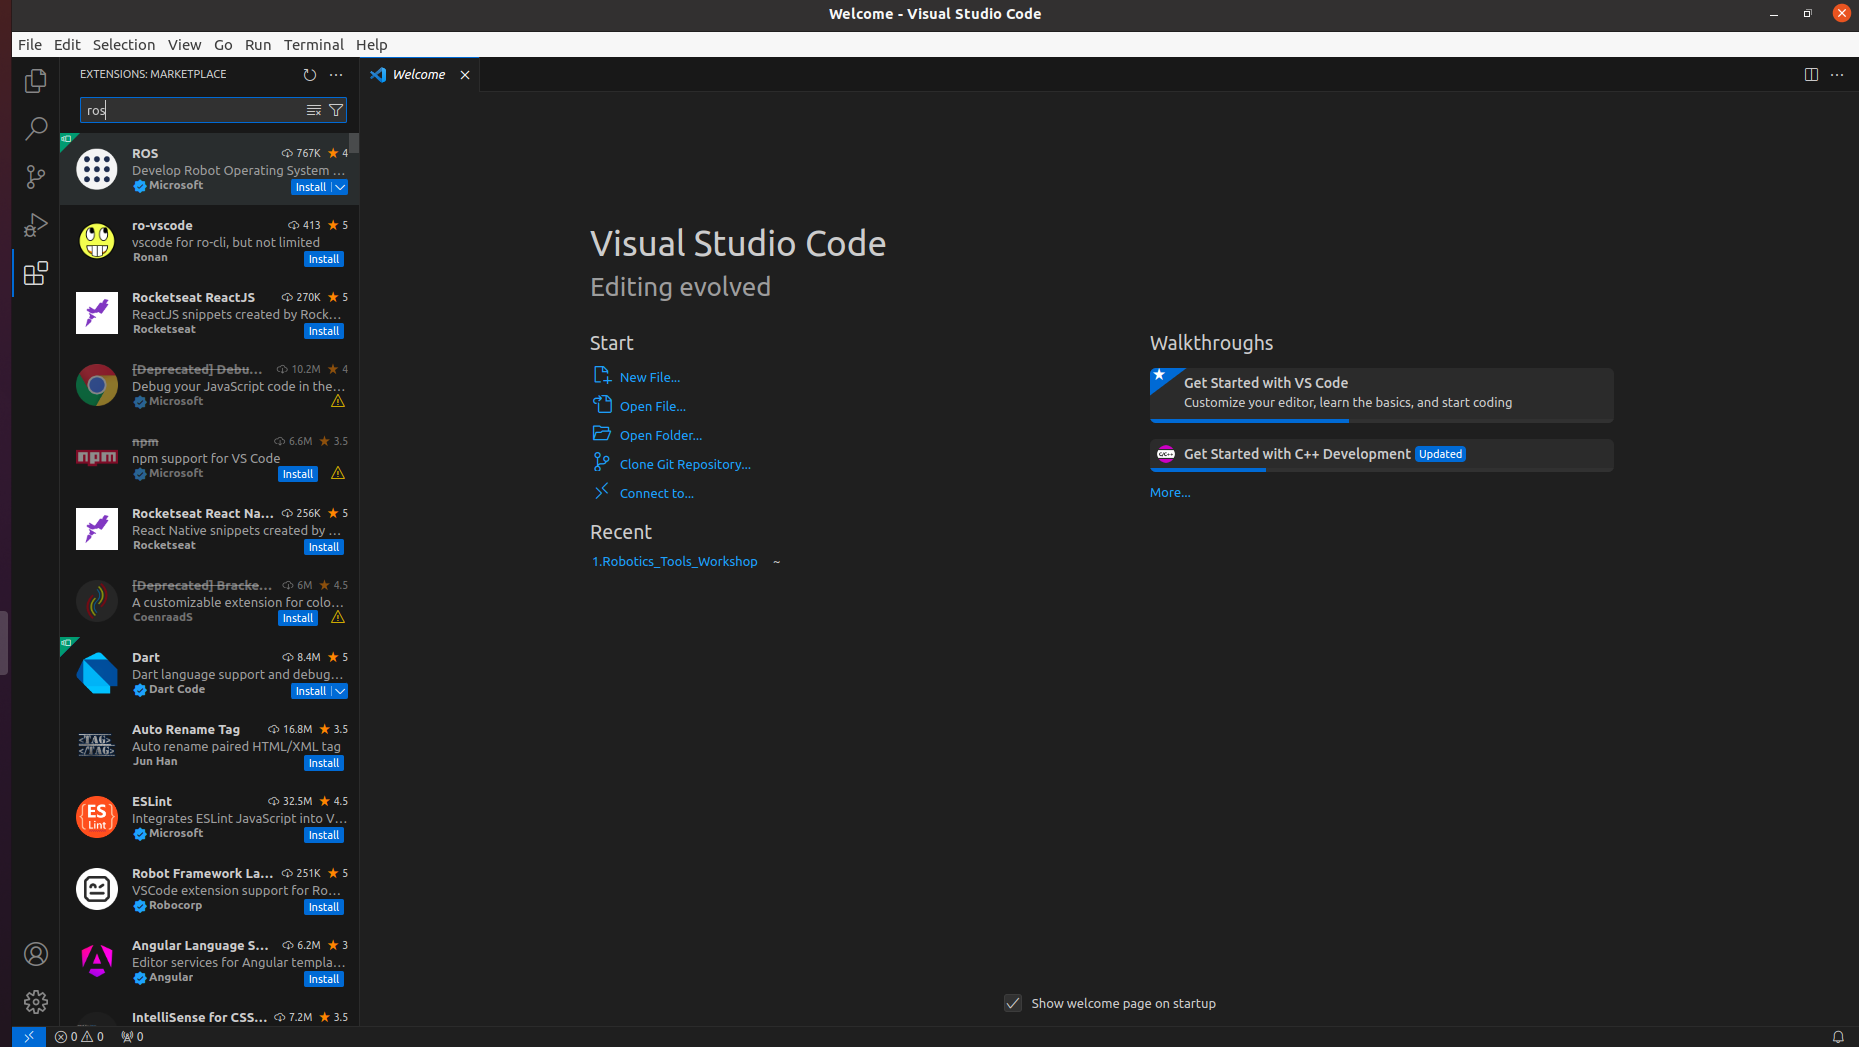 Welcome - Visual Studio Code
File Edit Selection View Go Run Terminal Help
EXTENSIONS: MARKETPLACE
ros
ROS 767K 4
Develop Robot Operating System ...
Microsoft Install
ro-vscode 413 5
vscode for ro-cli, but not limited
Ronan Install
Rocketseat ReactJS 270K 5
ReactJS snippets created by Rock...
Rocketseat Install
[Deprecated] Debu... 10.2M 4
Debug your JavaScript code in the...
Microsoft
npm 6.6M 3.5
npm
npm support for VS Code
Microsoft Install
Rocketseat React Na... 256K 5
React Native snippets created by ...
Rocketseat Install
[Deprecated] Bracke... 6M 4.5
A customizable extension for colo...
CoenraadS Install
Dart 8.4M 5
Dart language support and debug...
Dart Code Install
Auto Rename Tag 16.8M 3.5
<TAG>
</TAG>
Auto rename paired HTML/XML tag
Jun Han Install
ESLint 32.5M 4.5
{ES}
Lint
Integrates ESLint JavaScript into V...
Microsoft Install
Robot Framework La... 251K 5
VSCode extension support for Ro...
Robocorp Install
Angular Language S... 6.2M 3
Editor services for Angular templa...
Angular Install
IntelliSense for CSS... 7.2M 3.5
Welcome
Visual Studio Code
Editing evolved
Start
New File...
Open File...
Open Folder...
Clone Git Repository...
Connect to...
Recent
1.Robotics_Tools_Workshop ~
Walkthroughs
Get Started with VS Code
Customize your editor, learn the basics, and start coding
C/C++ Get Started with C++ Development Updated
More...
Show welcome page on startup
0 0 0